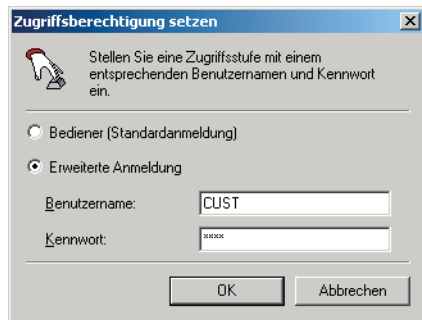 Zugriffsberechtigung setzen
Stellen Sie eine Zugriffsstufe mit einem
entsprechenden Benutzernamen und Kennwort
ein.
Bediener (Standardanmeldung)
Erweiterte Anmeldung
Benutzername:
CUST
Kennwort:
****
OK
Abbrechen